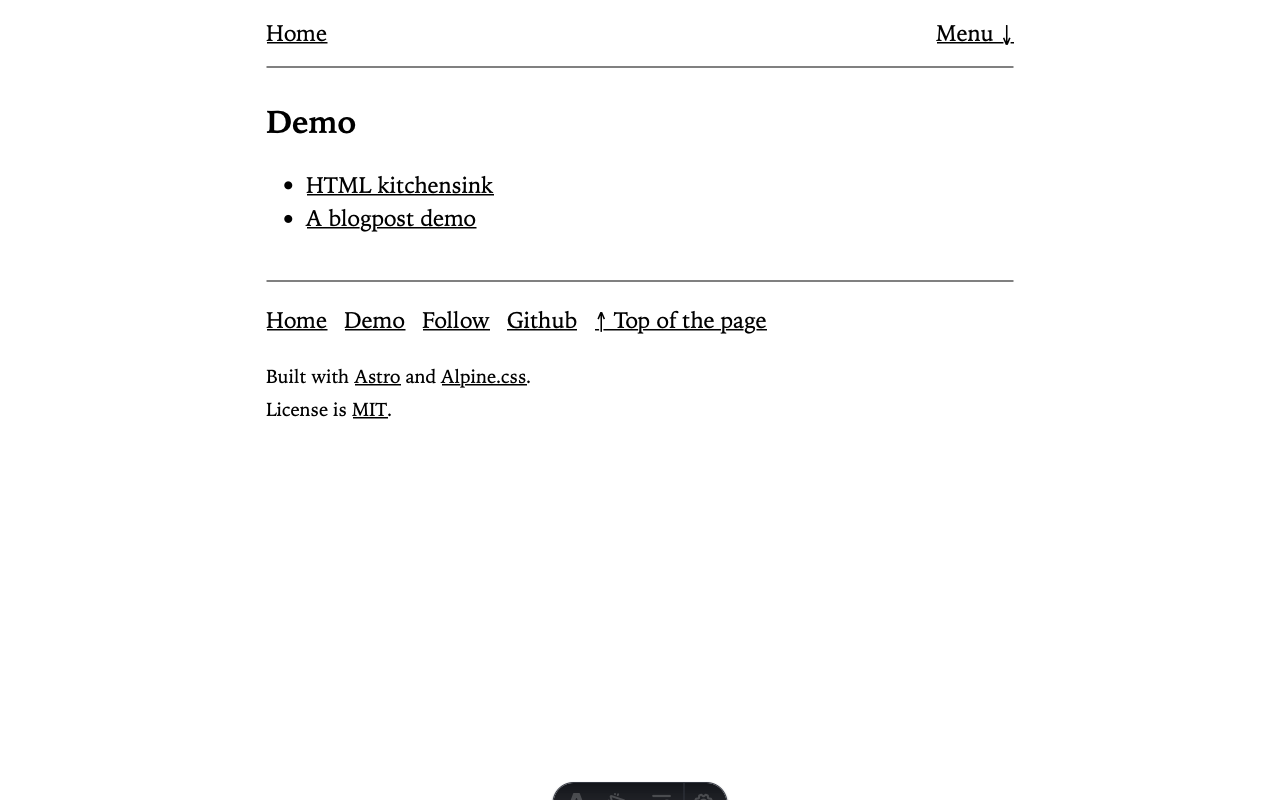 Home Menu ↓
Demo
• HTML kitchensink
• A blogpost demo
Home Demo Follow Github ↑ Top of the page
Built with Astro and Alpine.css.
License is MIT.